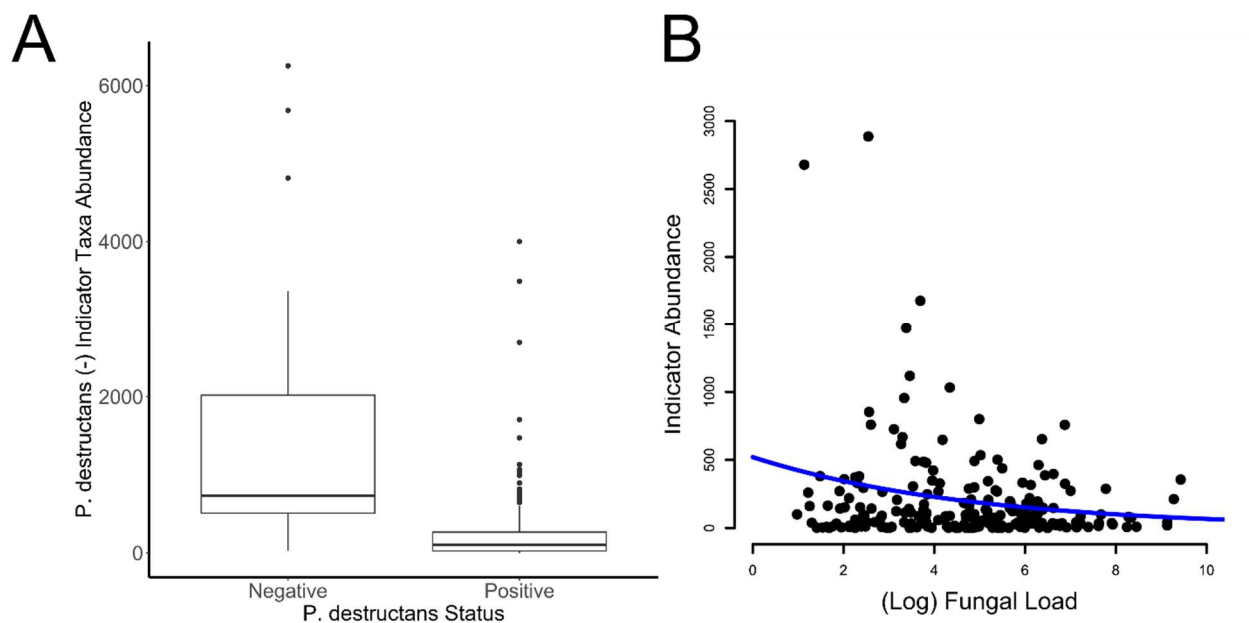 A
P. destructans (-) Indicator Taxa Abundance
6000
4000
2000
0
Negative
Positive
P. destructans Status
B
Indicator Abundance
3000
2500
2000
1500
1000
500
0
0 2 4 6 8 10
(Log) Fungal Load